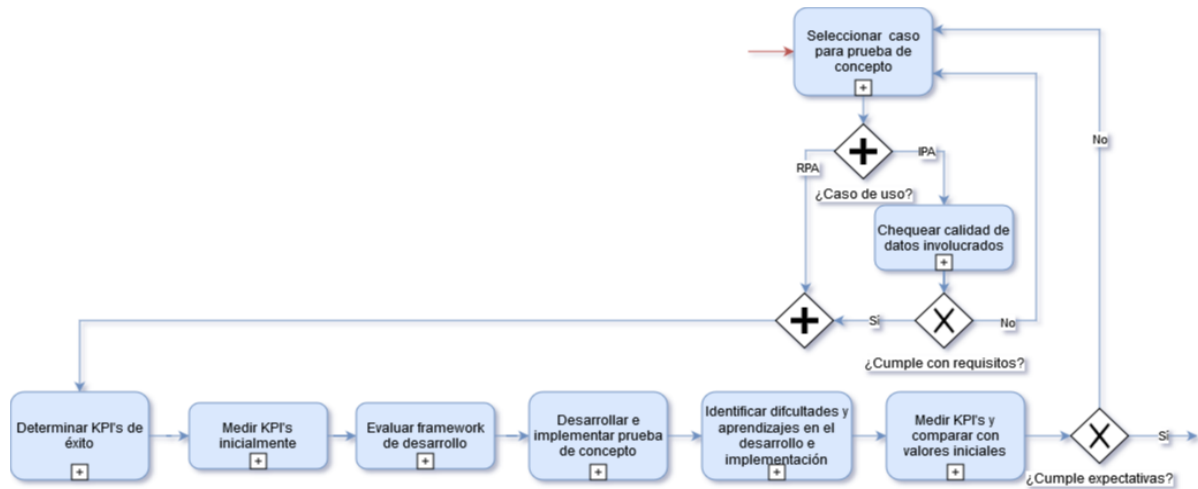 Seleccionar caso
para prueba de
concepto
No
RPA
IPA
¿Caso de uso?
Chequear calidad de
datos involucrados
Sí
No
¿Cumple con requisitos?
Determinar KPI's de
éxito
Medir KPI's
inicialmente
Evaluar framework
de desarrollo
Desarrollar e
implementar prueba
de concepto
Identificar difcultades y
aprendizajes en el
desarrollo e
implementación
Medir KPI's y
comparar con
valores iniciales
Sí
¿Cumple expectativas?